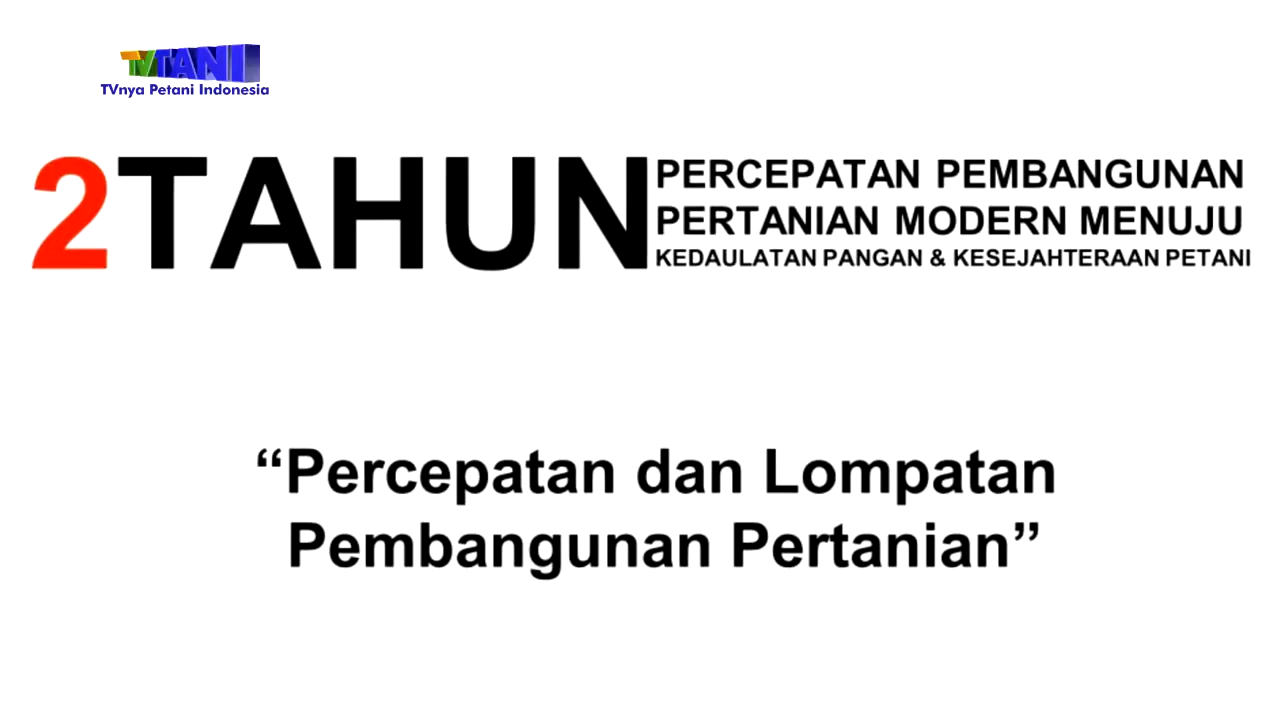 TVTANI
TVnya Petani Indonesia
2TAHUN
PERCEPATAN PEMBANGUNAN
PERTANIAN MODERN MENUJU
KEDAULATAN PANGAN & KESEJAHTERAAN PETANI
“Percepatan dan Lompatan
Pembangunan Pertanian”